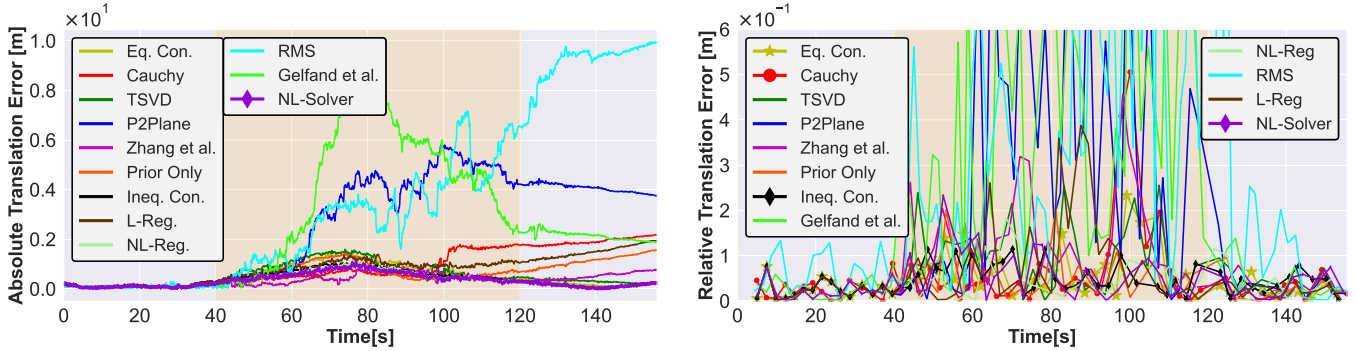 ×10¹
Absolute Translation Error [m]
1.0
0.8
0.6
0.4
0.2
0.0
Eq. Con.
Cauchy
TSVD
P2Plane
Zhang et al.
Prior Only
Ineq. Con.
L-Reg.
NL-Reg.
RMS
Gelfand et al.
NL-Solver
0 20 40 60 80 100 120 140
Time[s]
×10⁻¹
Relative Translation Error [m]
6
5
4
3
2
1
0
Eq. Con.
Cauchy
TSVD
P2Plane
Zhang et al.
Prior Only
Ineq. Con.
Gelfand et al.
NL-Reg
RMS
L-Reg
NL-Solver
0 20 40 60 80 100 120 140
Time[s]